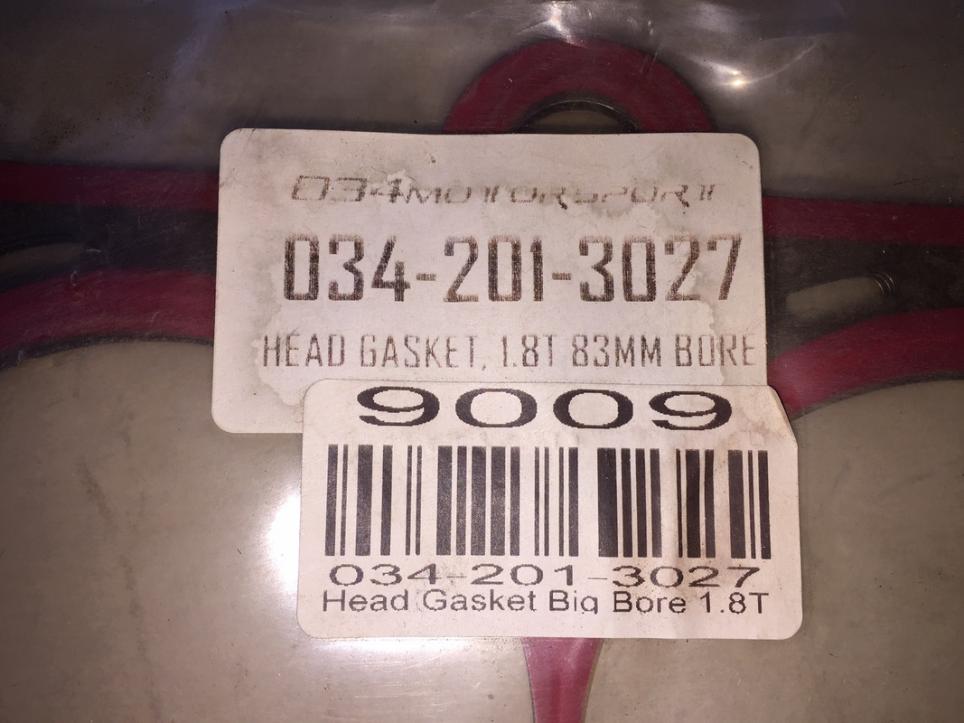 034MOTORSPORT
034-201-3027
HEAD GASKET, 1.8T 83MM BORE
9009
034-201-3027
Head Gasket Big Bore 1.8T